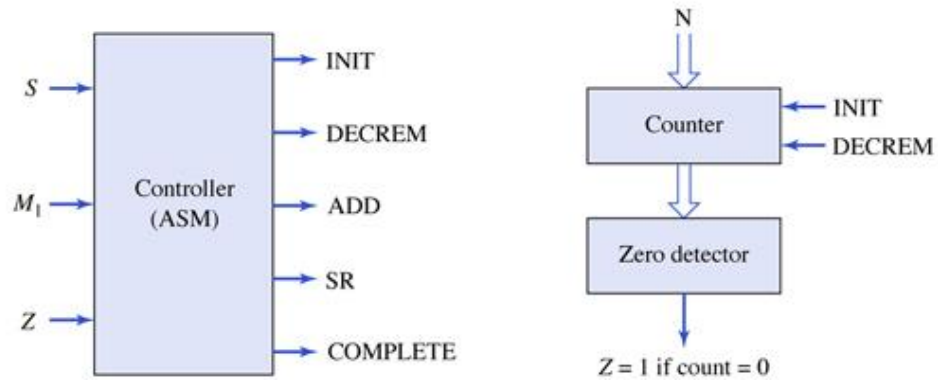 S
M₁
Z
Controller
(ASM)
INIT
DECREM
ADD
SR
COMPLETE
N
Counter
INIT
DECREM
Zero detector
Z = 1 if count = 0